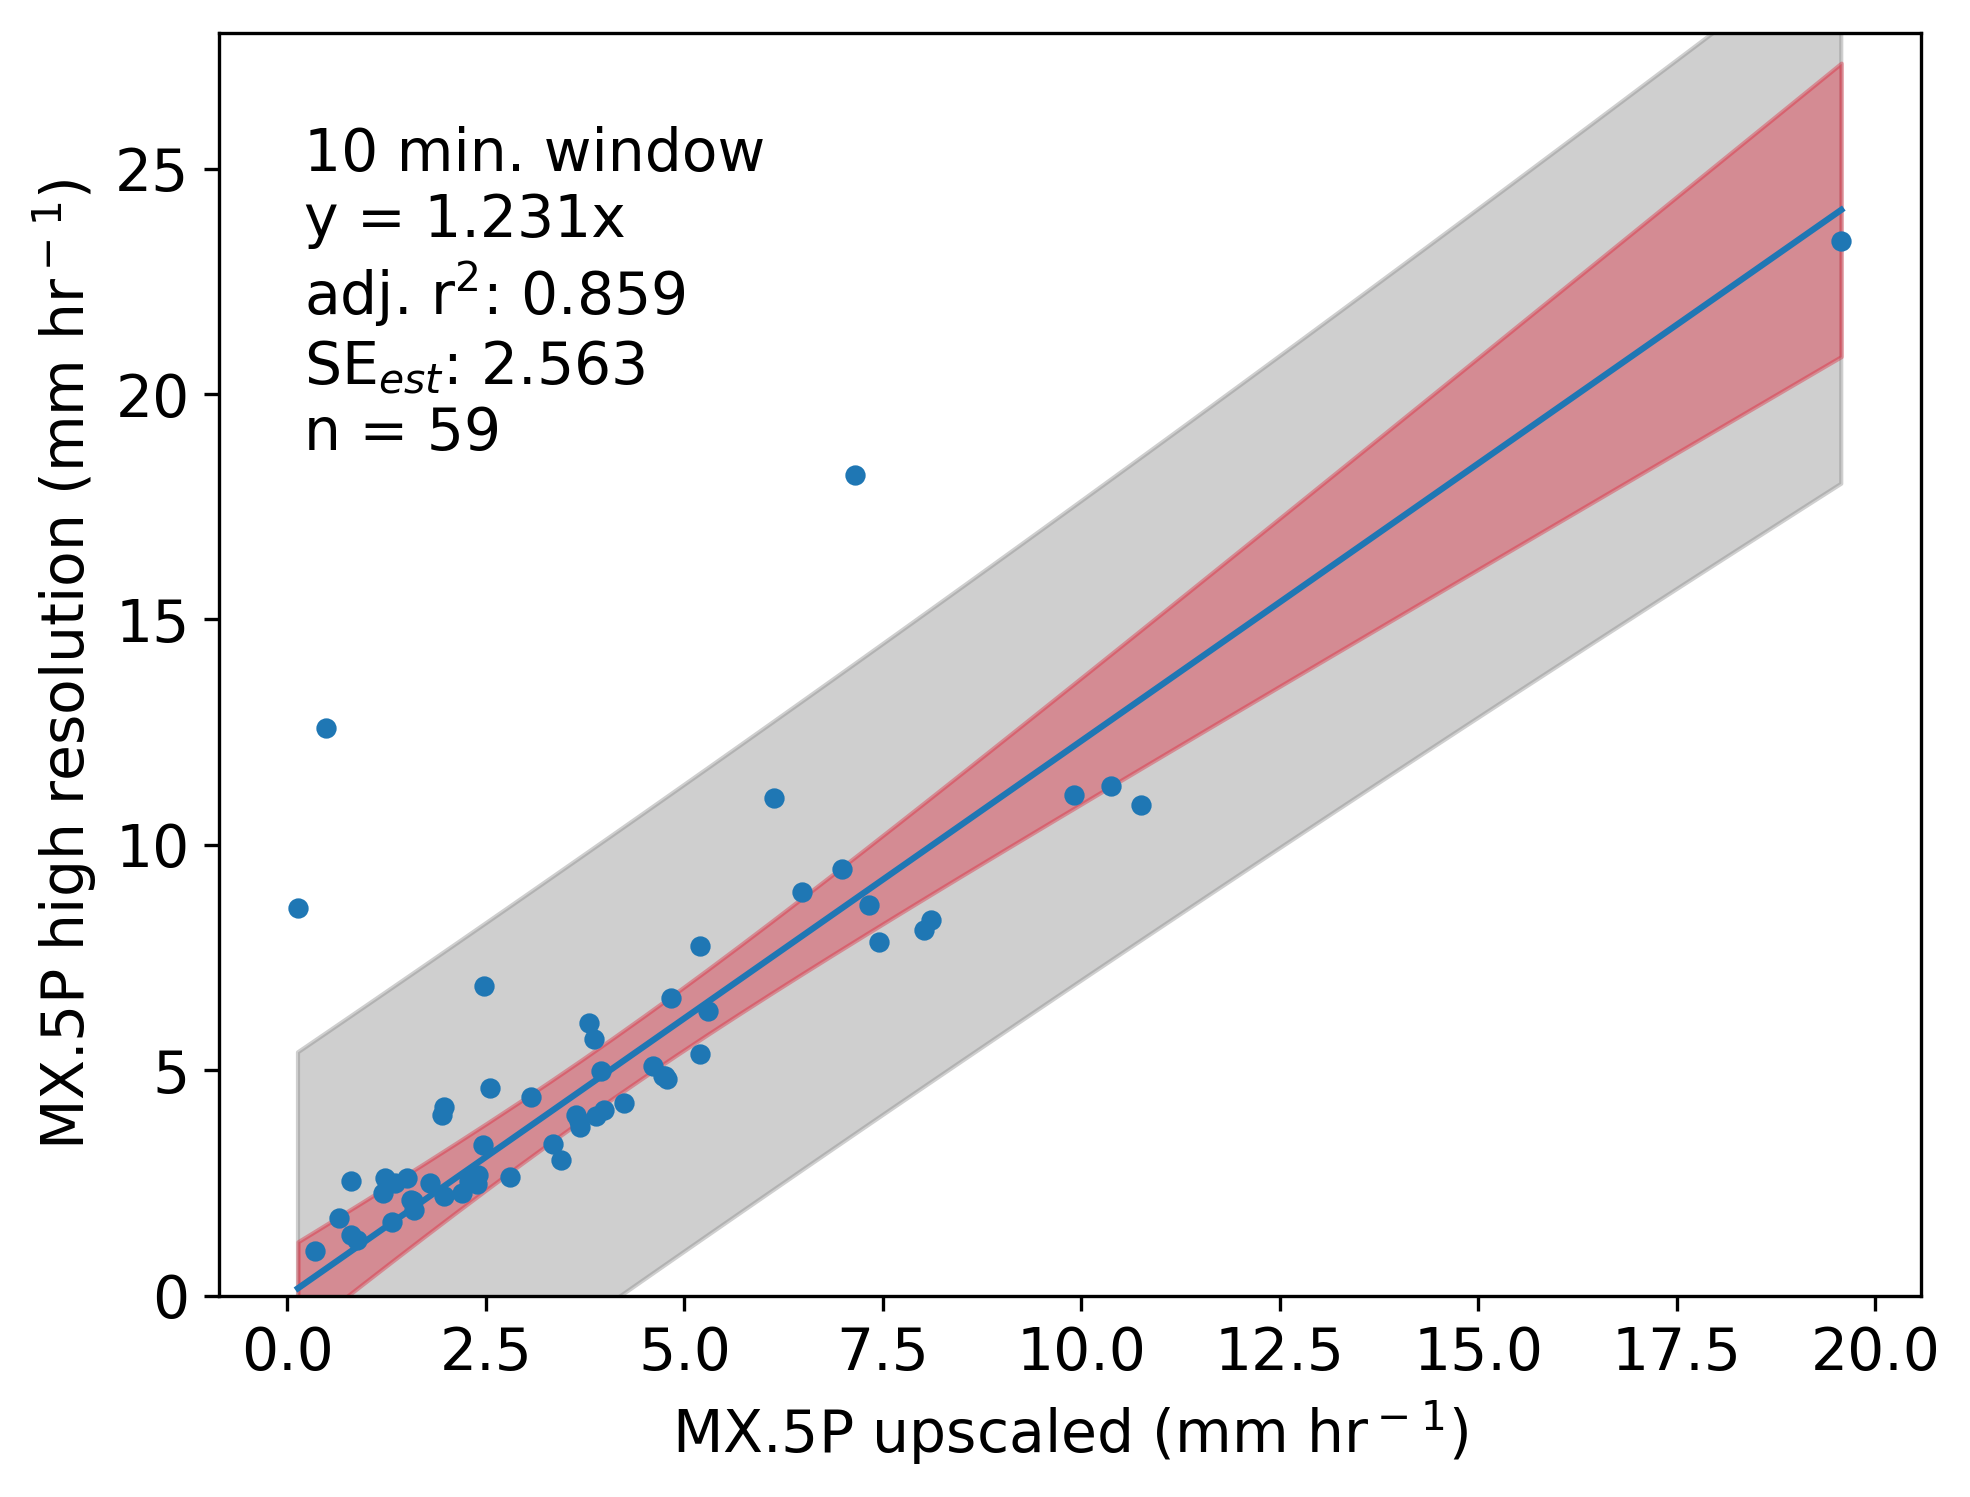 10 min. window
y = 1.231x
adj. r²: 0.859
SEest: 2.563
n = 59
MX.5P high resolution (mm hr⁻¹)
25
20
15
10
5
0
0.0 2.5 5.0 7.5 10.0 12.5 15.0 17.5 20.0
MX.5P upscaled (mm hr⁻¹)